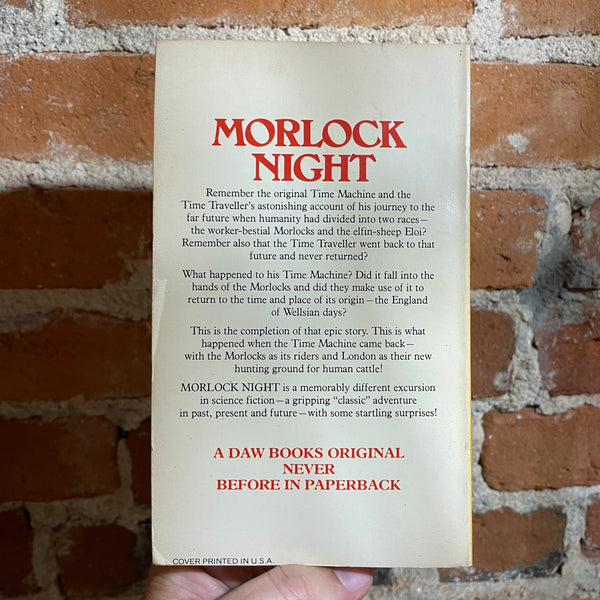 MORLOCK
NIGHT
Remember the original Time Machine and the
Time Traveller's astonishing account of his journey to the
far future when humanity had divided into two races—
the worker-bestial Morlocks and the elfin-sheep Eloi?
Remember also that the Time Traveller went back to that
future and never returned?
What happened to his Time Machine? Did it fall into the
hands of the Morlocks and did they make use of it to
return to the time and place of its origin—the England
of Wellsian days?
This is the completion of that epic story. This is what
happened when the Time Machine came back—
with the Morlocks as its riders and London as their new
hunting ground for human cattle!
MORLOCK NIGHT is a memorably different excursion
in science fiction—a gripping "classic" adventure
in past, present and future—with some startling surprises!
A DAW BOOKS ORIGINAL
NEVER
BEFORE IN PAPERBACK
COVER PRINTED IN U.S.A.